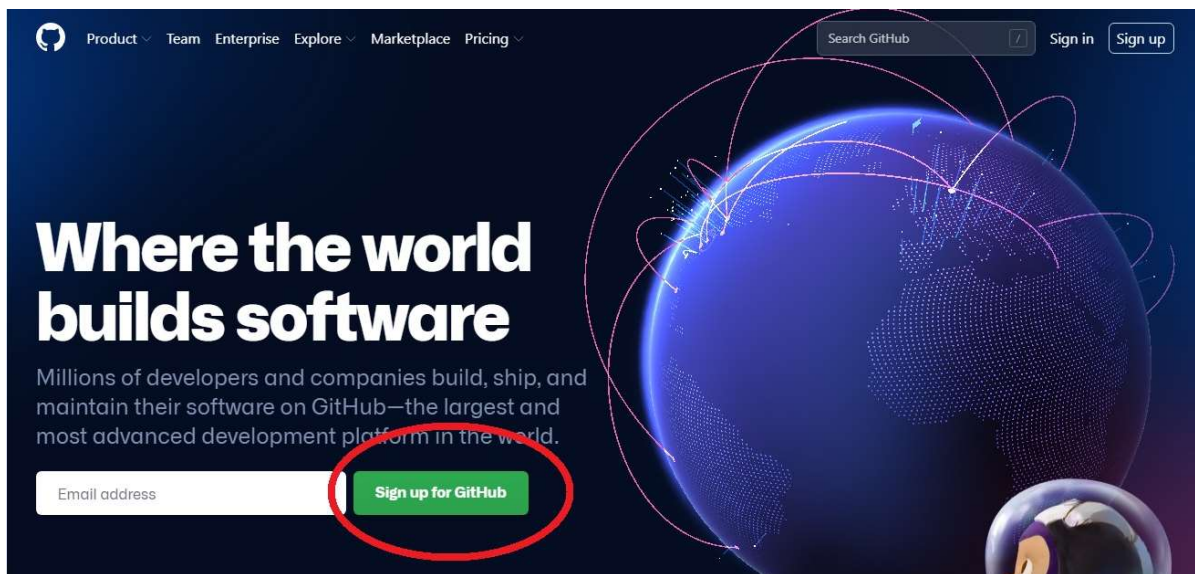 Product Team Enterprise Explore Marketplace Pricing Search GitHub / Sign in Sign up
Where the world
builds software
Millions of developers and companies build, ship, and
maintain their software on GitHub—the largest and
most advanced development platform in the world.
Email address Sign up for GitHub